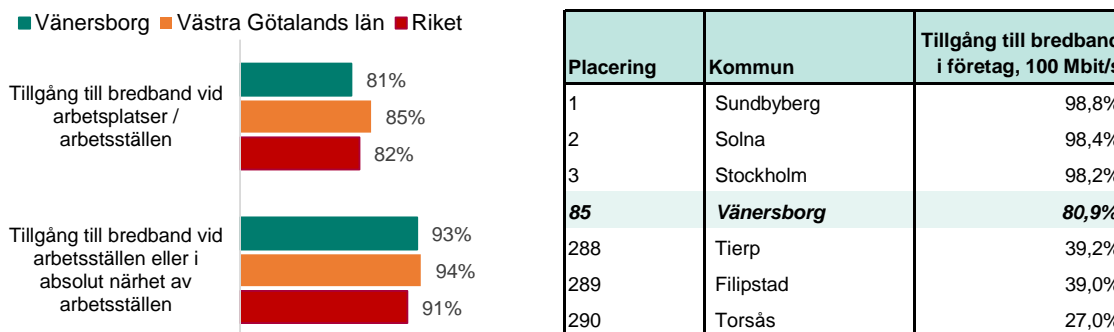 Vänersborg Västra Götalands län Riket
Tillgång till bredband vid
arbetsplatser /
arbetsställen
81%
85%
82%
Tillgång till bredband vid
arbetsställen eller i
absolut närhet av
arbetsställen
93%
94%
91%
Placering Kommun Tillgång till bredband
i företag, 100 Mbit/s
1 Sundbyberg 98,8%
2 Solna 98,4%
3 Stockholm 98,2%
85 Vänersborg 80,9%
288 Tierp 39,2%
289 Filipstad 39,0%
290 Torsås 27,0%